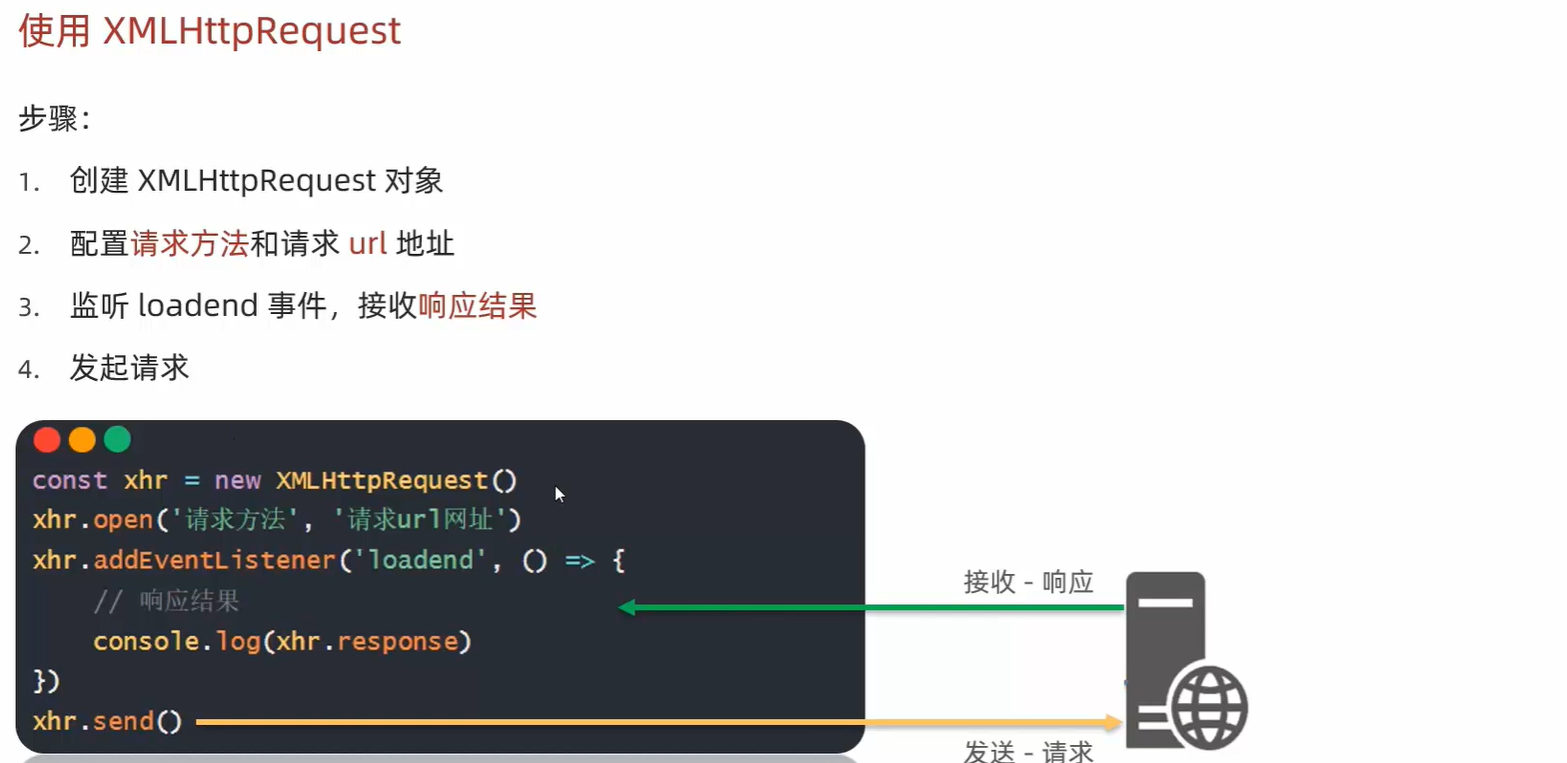 使用 XMLHttpRequest
步骤：
1. 创建 XMLHttpRequest 对象
2. 配置请求方法和请求 url 地址
3. 监听 loadend 事件，接收响应结果
4. 发起请求
const xhr = new XMLHttpRequest()
xhr.open('请求方法', '请求url网址')
xhr.addEventListener('loadend', () => {
// 响应结果
console.log(xhr.response)
})
xhr.send()
接收 - 响应
发送 - 请求